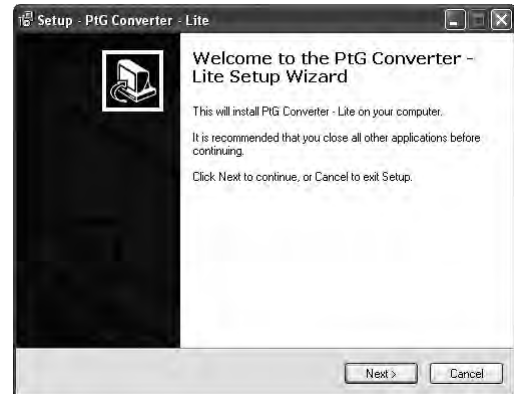 Setup - PtG Converter - Lite
Welcome to the PtG Converter -
Lite Setup Wizard
This will install PtG Converter - Lite on your computer.
It is recommended that you close all other applications before
continuing.
Click Next to continue, or Cancel to exit Setup.
Next >
Cancel